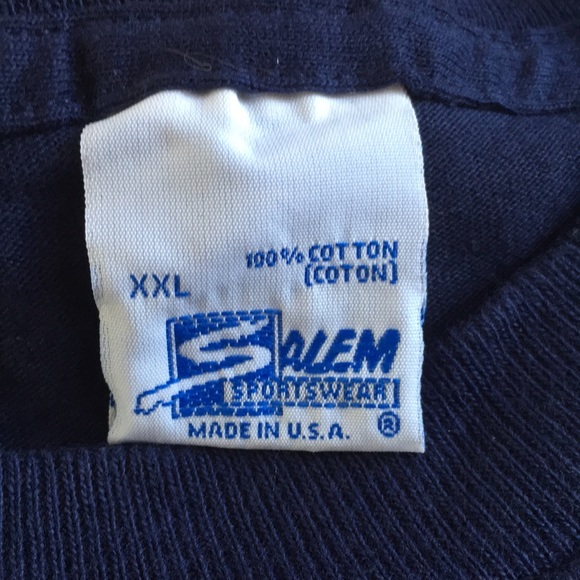 100% COTTON
[COTON]
XXL
SALEM
SPORTSWEAR
MADE IN U.S.A. ®